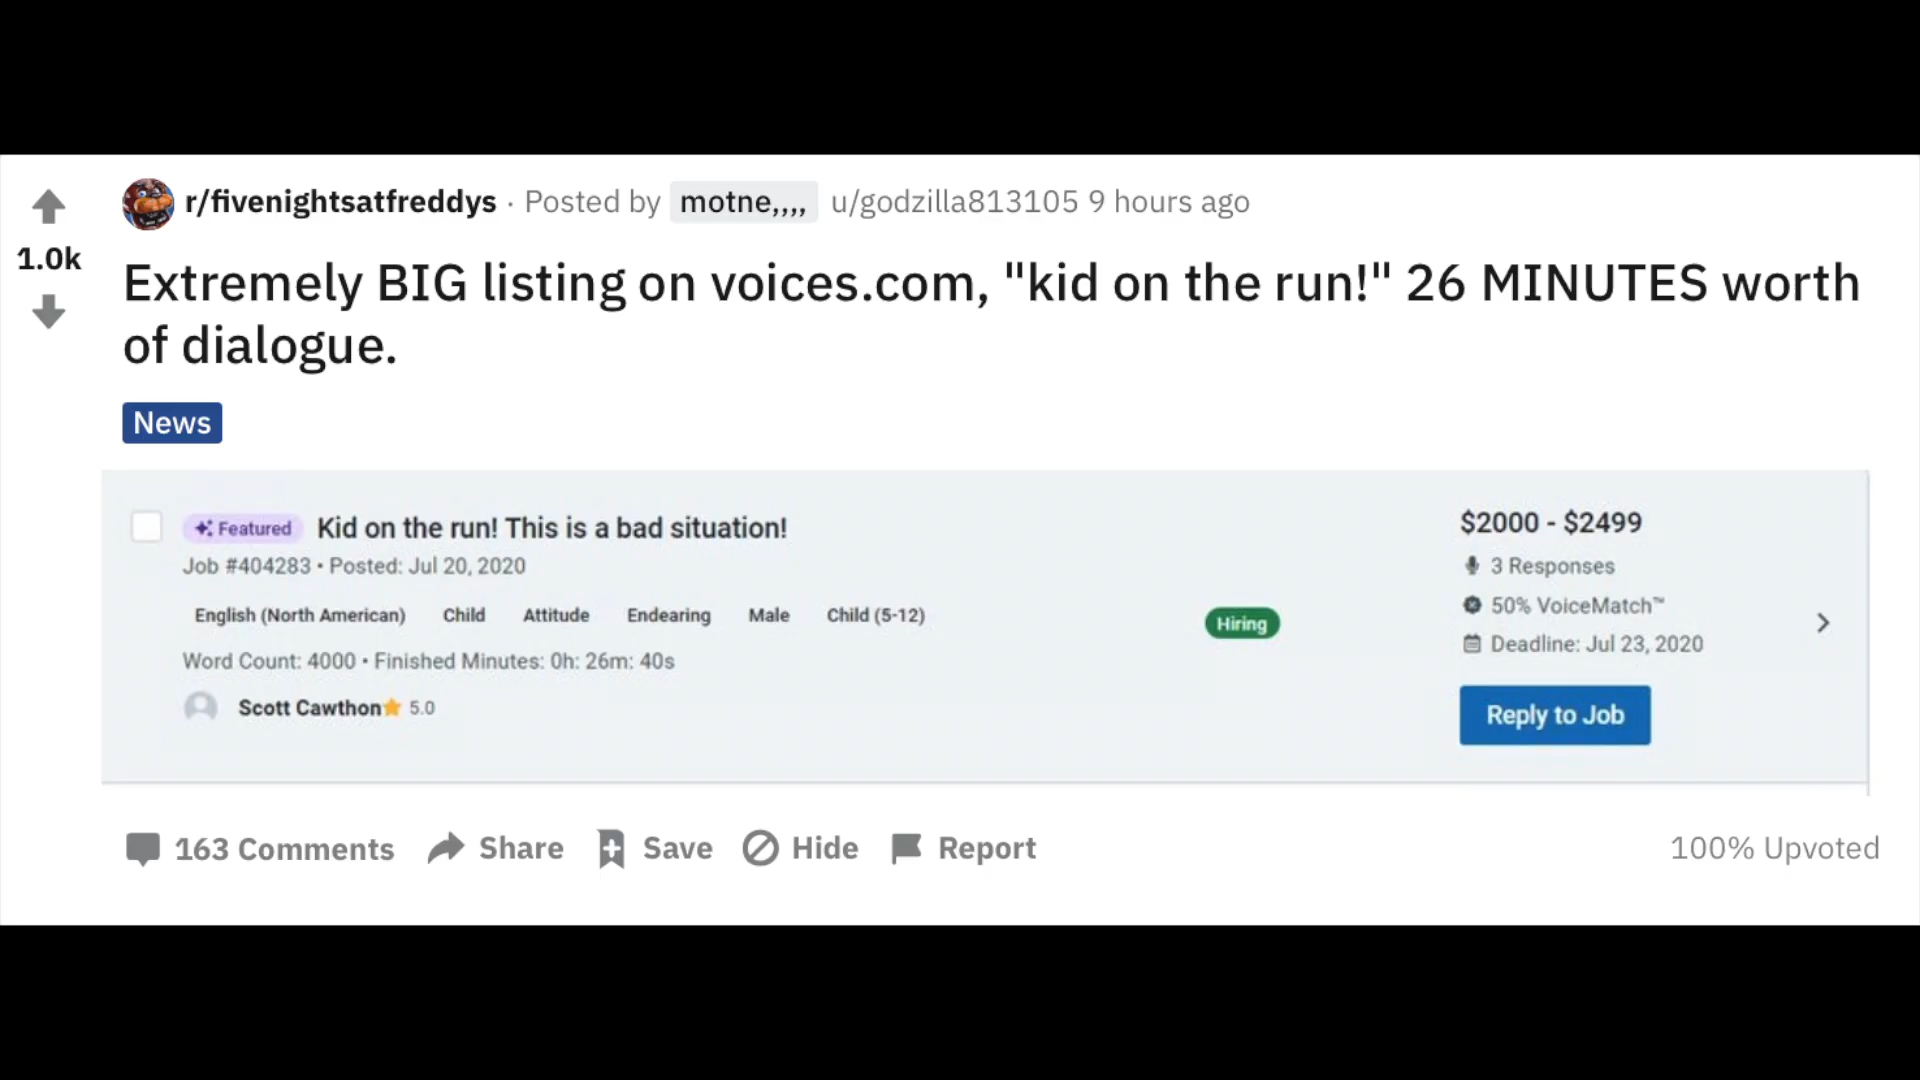 r/fivenightsatfreddys · Posted by motne,,,, u/godzilla813105 9 hours ago
1.0k
Extremely BIG listing on voices.com, "kid on the run!" 26 MINUTES worth
of dialogue.
News
Featured Kid on the run! This is a bad situation!
Job #404283 • Posted: Jul 20, 2020
English (North American) Child Attitude Endearing Male Child (5-12)
Word Count: 4000 • Finished Minutes: 0h: 26m: 40s
Scott Cawthon 5.0
Hiring
$2000 - $2499
3 Responses
50% VoiceMatch™
Deadline: Jul 23, 2020
Reply to Job
163 Comments Share Save Hide Report 100% Upvoted